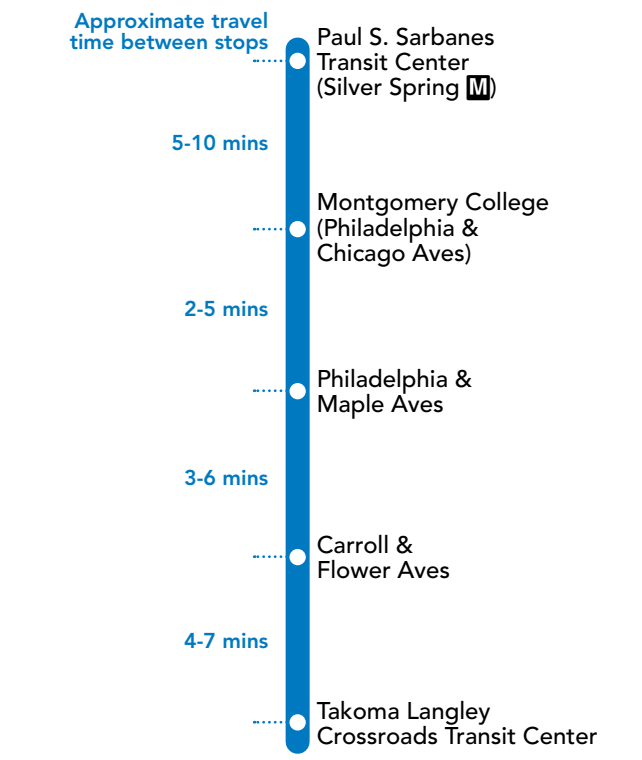 Approximate travel
time between stops
Paul S. Sarbanes
Transit Center
(Silver Spring M)
5-10 mins
Montgomery College
(Philadelphia &
Chicago Aves)
2-5 mins
Philadelphia &
Maple Aves
3-6 mins
Carroll &
Flower Aves
4-7 mins
Takoma Langley
Crossroads Transit Center